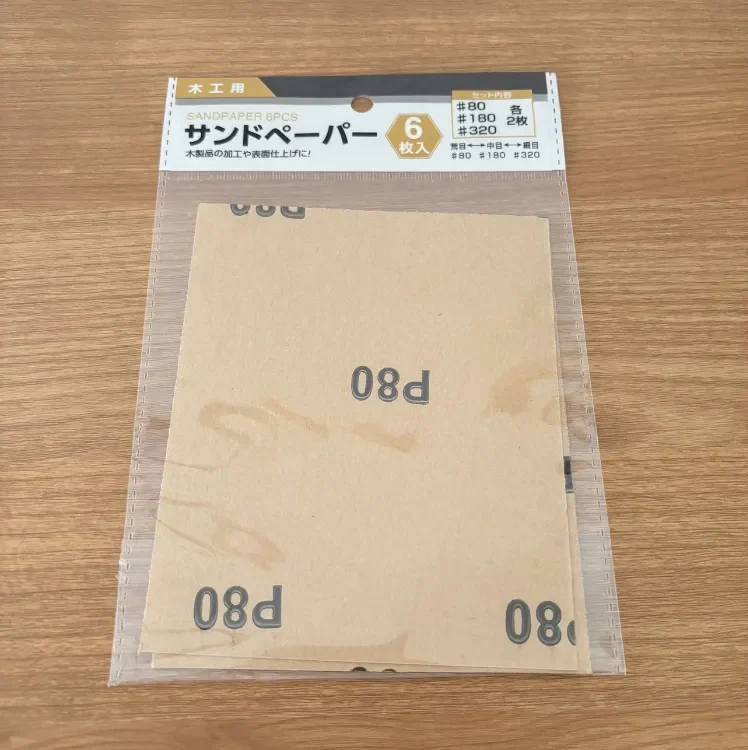 木工用
SANDPAPER 6PCS
サンドペーパー
木製品の加工や表面仕上げに!
6
枚入
セット内容
#80
#180
#320
各
2枚
荒目↔中目↔細目
#80 #180 #320
P80
P80
P80
P80